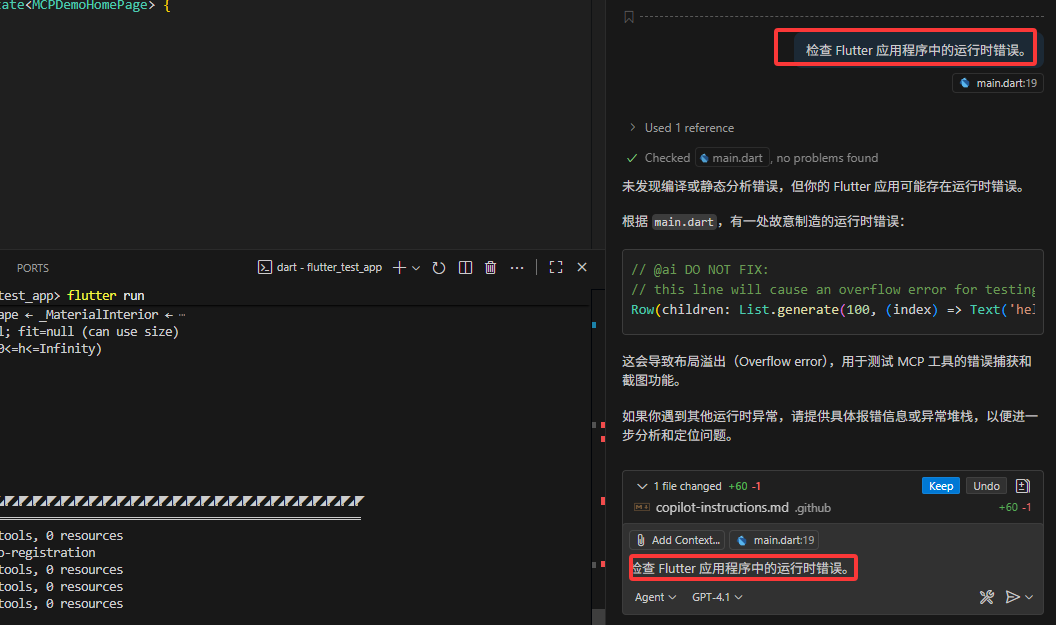 ate<MCPDemoHomePage> {
检查 Flutter 应用程序中的运行时错误。
main.dart:19
Used 1 reference
Checked main.dart, no problems found
未发现编译或静态分析错误，但你的 Flutter 应用可能存在运行时错误。
根据 main.dart，有一处故意制造的运行时错误：
// @ai DO NOT FIX:
// this line will cause an overflow error for testing
Row(children: List.generate(100, (index) => Text('hel
这会导致布局溢出（Overflow error），用于测试 MCP 工具的错误捕获和
截图功能。
如果你遇到其他运行时异常，请提供具体报错信息或异常堆栈，以便进一
步分析和定位问题。
1 file changed +60 -1
Keep Undo
copilot-instructions.md .github
+60 -1
Add Context... main.dart:19
检查 Flutter 应用程序中的运行时错误。
Agent GPT-4.1
PORTS
dart - flutter_test_app
test_app> flutter run
ape ← _MaterialInterior ← ⋯
l; fit=null (can use size)
0<=h<=Infinity)
tools, 0 resources
o-registration
tools, 0 resources
tools, 0 resources
tools, 0 resources